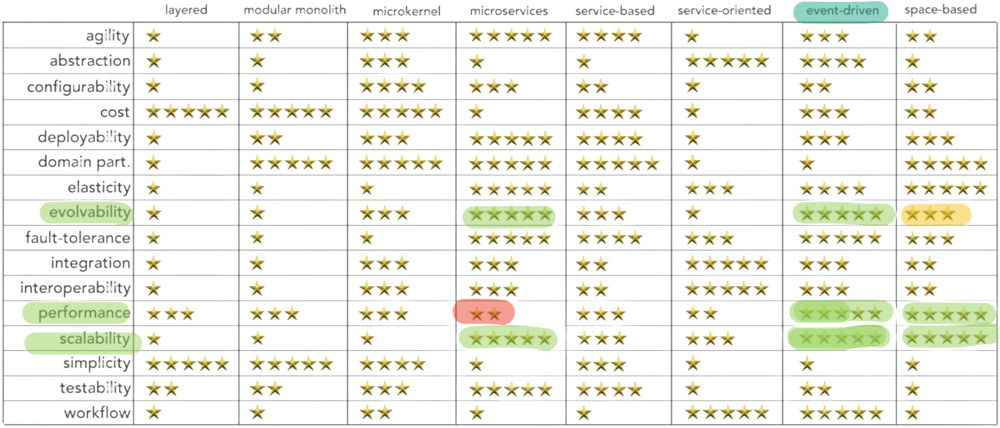 layered modular monolith microkernel microservices service-based service-oriented event-driven space-based
agility
abstraction
configurability
cost
deployability
domain part.
elasticity
evolvability
fault-tolerance
integration
interoperability
performance
scalability
simplicity
testability
workflow